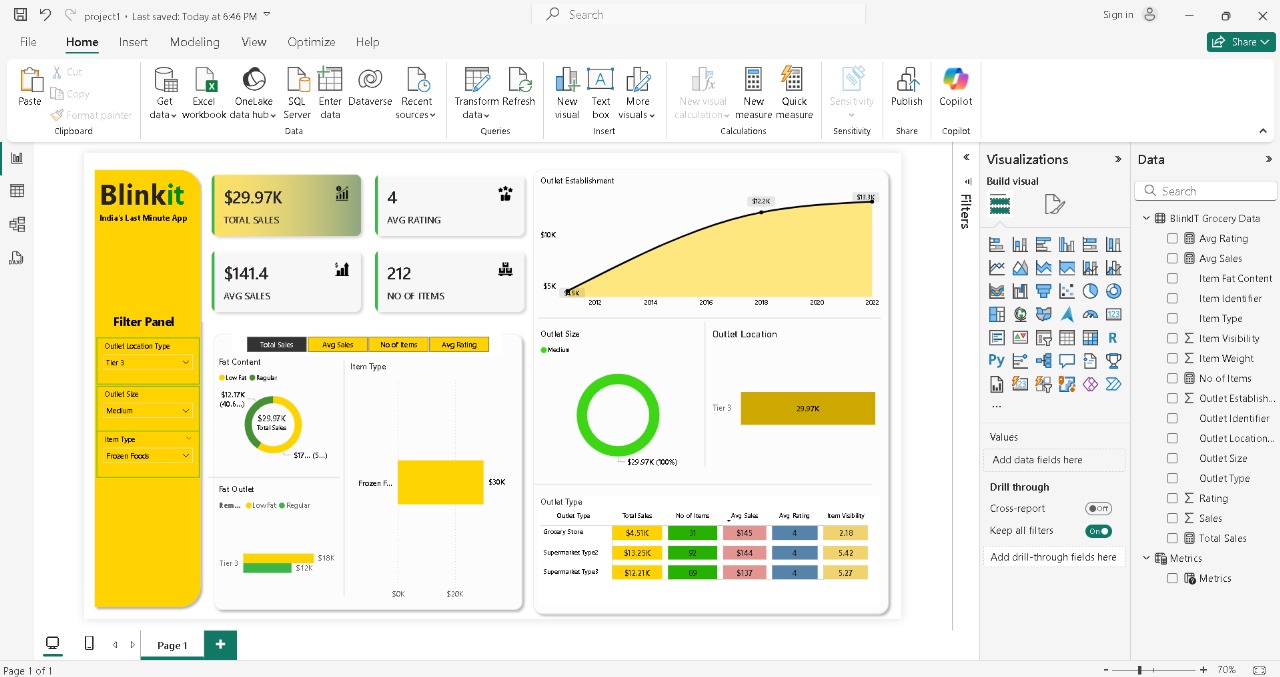 project1 • Last saved: Today at 6:46 PM
Search
Sign in
File Home Insert Modeling View Optimize Help
Share
Paste
Cut
Copy
Format painter
Clipboard
Get data
Excel workbook
OneLake data hub
SQL Server
Enter data
Dataverse
Recent sources
Data
Transform data
Refresh
Queries
New visual
Text box
More visuals
Insert
New visual calculation
New measure
Quick measure
Calculations
Sensitivity
Sensitivity
Publish
Share
Copilot
Copilot
Blinkit
India's Last Minute App
Filter Panel
Outlet Location Type
Tier 3
Outlet Size
Medium
Item Type
Frozen Foods
$29.97K
TOTAL SALES
4
AVG RATING
$141.4
AVG SALES
212
NO OF ITEMS
Total Sales Avg Sales No of Items Avg Rating
Fat Content
Low Fat Regular
$12.17K
(40.6...)
$29.97K
Total Sales
$17... (5...)
Fat Outlet
Item... Low Fat Regular
Tier 3
$18K
$12K
Item Type
Frozen F...
$30K
$0K $20K
Outlet Establishment
$10K
$5K
$12.2K
2012 2014 2016 2018 2020 2022
Outlet Size
Medium
$29.97K (100%)
Outlet Location
Tier 3
29.97K
Outlet Type
Outlet Type Total Sales No of Items Avg Sales Avg Rating Item Visibility
Grocery Store $4.51K 31 $145 4 2.18
Supermarket Type2 $13.25K 92 $144 4 5.42
Supermarket Type3 $12.21K 89 $137 4 5.27
Filters
Visualizations
Build visual
Values
Add data fields here
Drill through
Cross-report
Off
Keep all filters
On
Add drill-through fields here
Data
Search
BlinkIT Grocery Data
Avg Rating
Avg Sales
Item Fat Content
Item Identifier
Item Type
Item Visibility
Item Weight
No of Items
Outlet Establish...
Outlet Identifier
Outlet Location...
Outlet Size
Outlet Type
Rating
Sales
Total Sales
Metrics
Metrics
Page 1
Page 1 of 1
70%